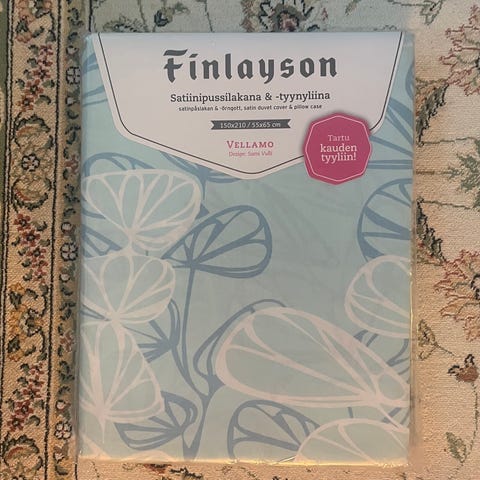 Finlayson
Satiinipussilakana & -tyynyliina
satinpåslakan & -örngott, satin duvet cover & pillow case
150x210 / 55x65 cm
VELLAMO
Design: Sami Vulli
Tartu
kauden
tyyliin!